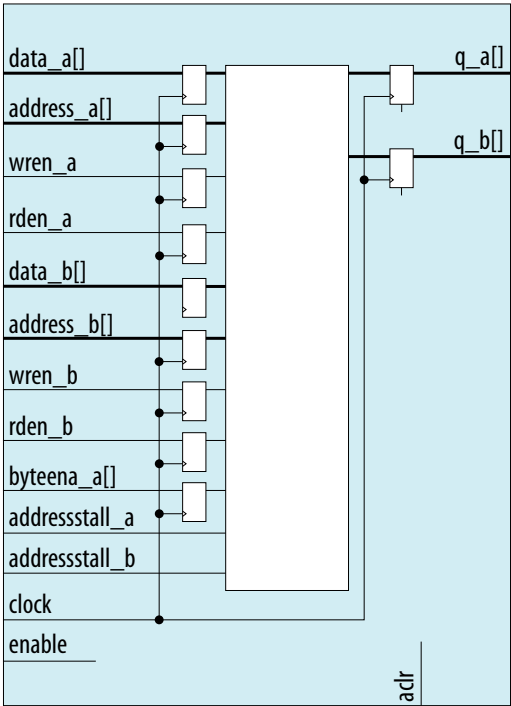 data_a[]
q_a[]
address_a[]
q_b[]
wren_a
rden_a
data_b[]
address_b[]
wren_b
rden_b
byteena_a[]
addressstall_a
addressstall_b
clock
enable
aclr